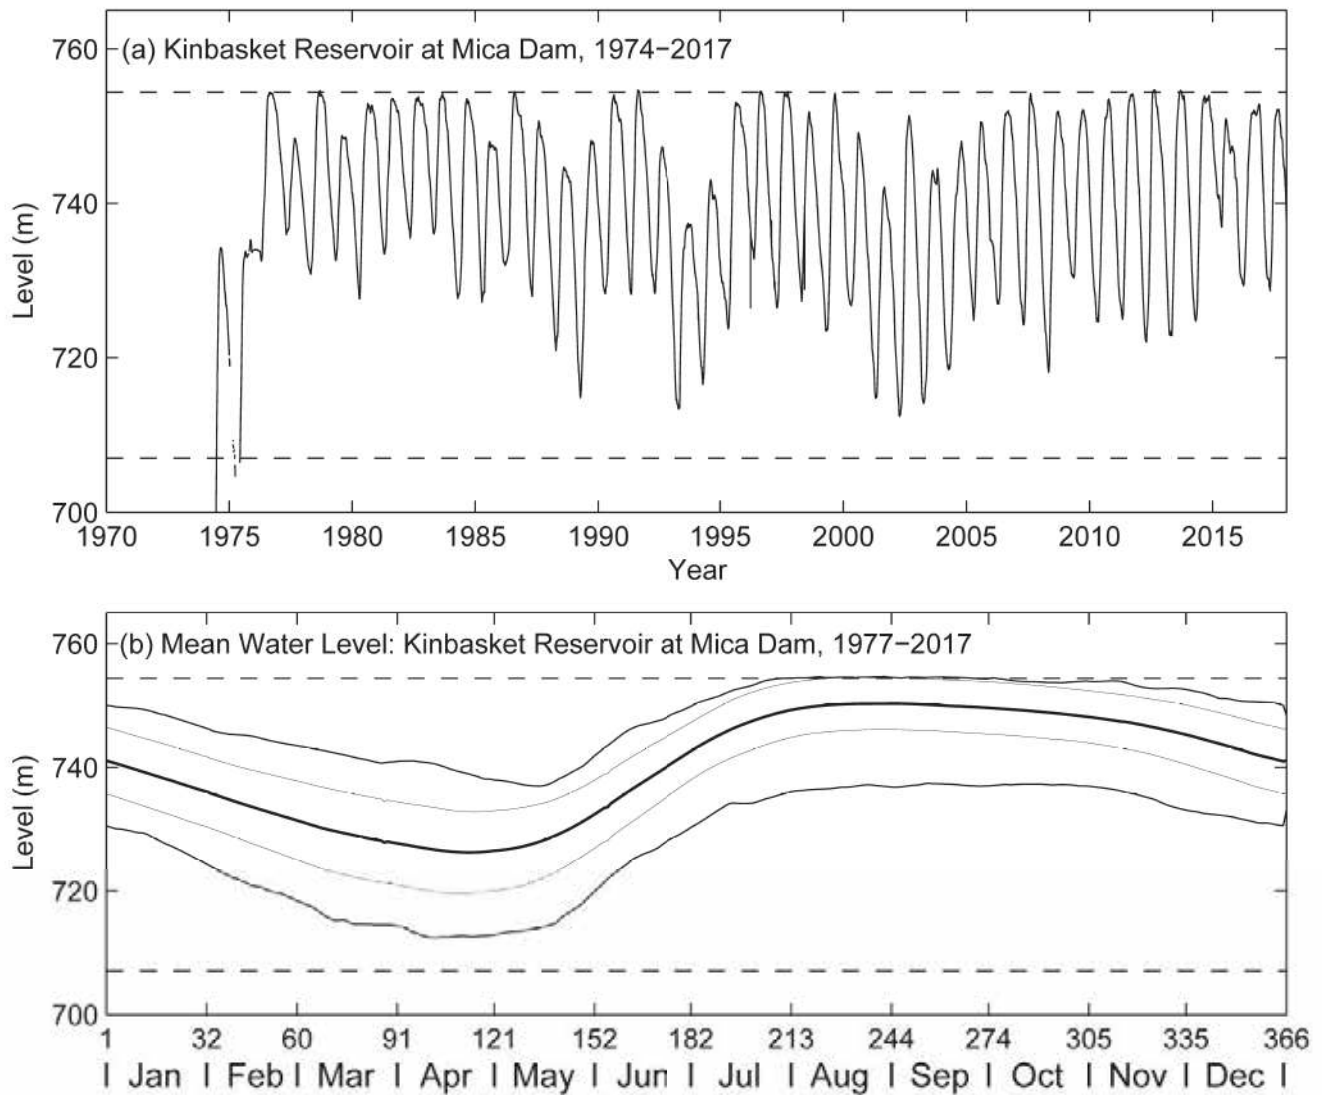 (a) Kinbasket Reservoir at Mica Dam, 1974−2017
760
740
720
700
Level (m)
1970 1975 1980 1985 1990 1995 2000 2005 2010 2015
Year
(b) Mean Water Level: Kinbasket Reservoir at Mica Dam, 1977−2017
760
740
720
700
Level (m)
1 32 60 91 121 152 182 213 244 274 305 335 366
| Jan | Feb | Mar | Apr | May | Jun | Jul | Aug | Sep | Oct | Nov | Dec |